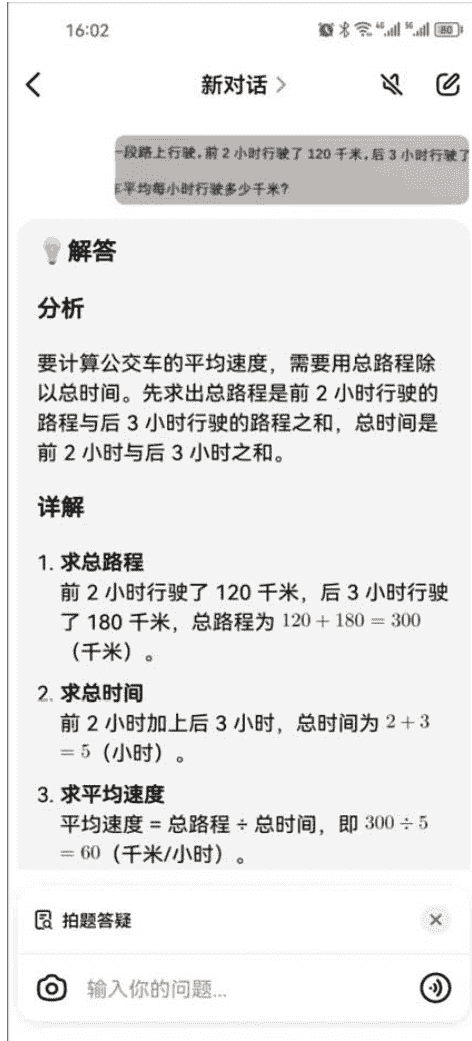 16:02
80
新对话 >
一段路上行驶,前 2 小时行驶了 120 千米,后 3 小时行驶了
平均每小时行驶多少千米?
解答
分析
要计算公交车的平均速度，需要用总路程除
以总时间。先求出总路程是前 2 小时行驶的
路程与后 3 小时行驶的路程之和，总时间是
前 2 小时与后 3 小时之和。
详解
1. 求总路程
前 2 小时行驶了 120 千米，后 3 小时行驶
了 180 千米，总路程为 120 + 180 = 300
（千米）。
2. 求总时间
前 2 小时加上后 3 小时，总时间为 2 + 3
= 5（小时）。
3. 求平均速度
平均速度 = 总路程 ÷ 总时间，即 300 ÷ 5
= 60（千米/小时）。
拍题答疑
输入你的问题...